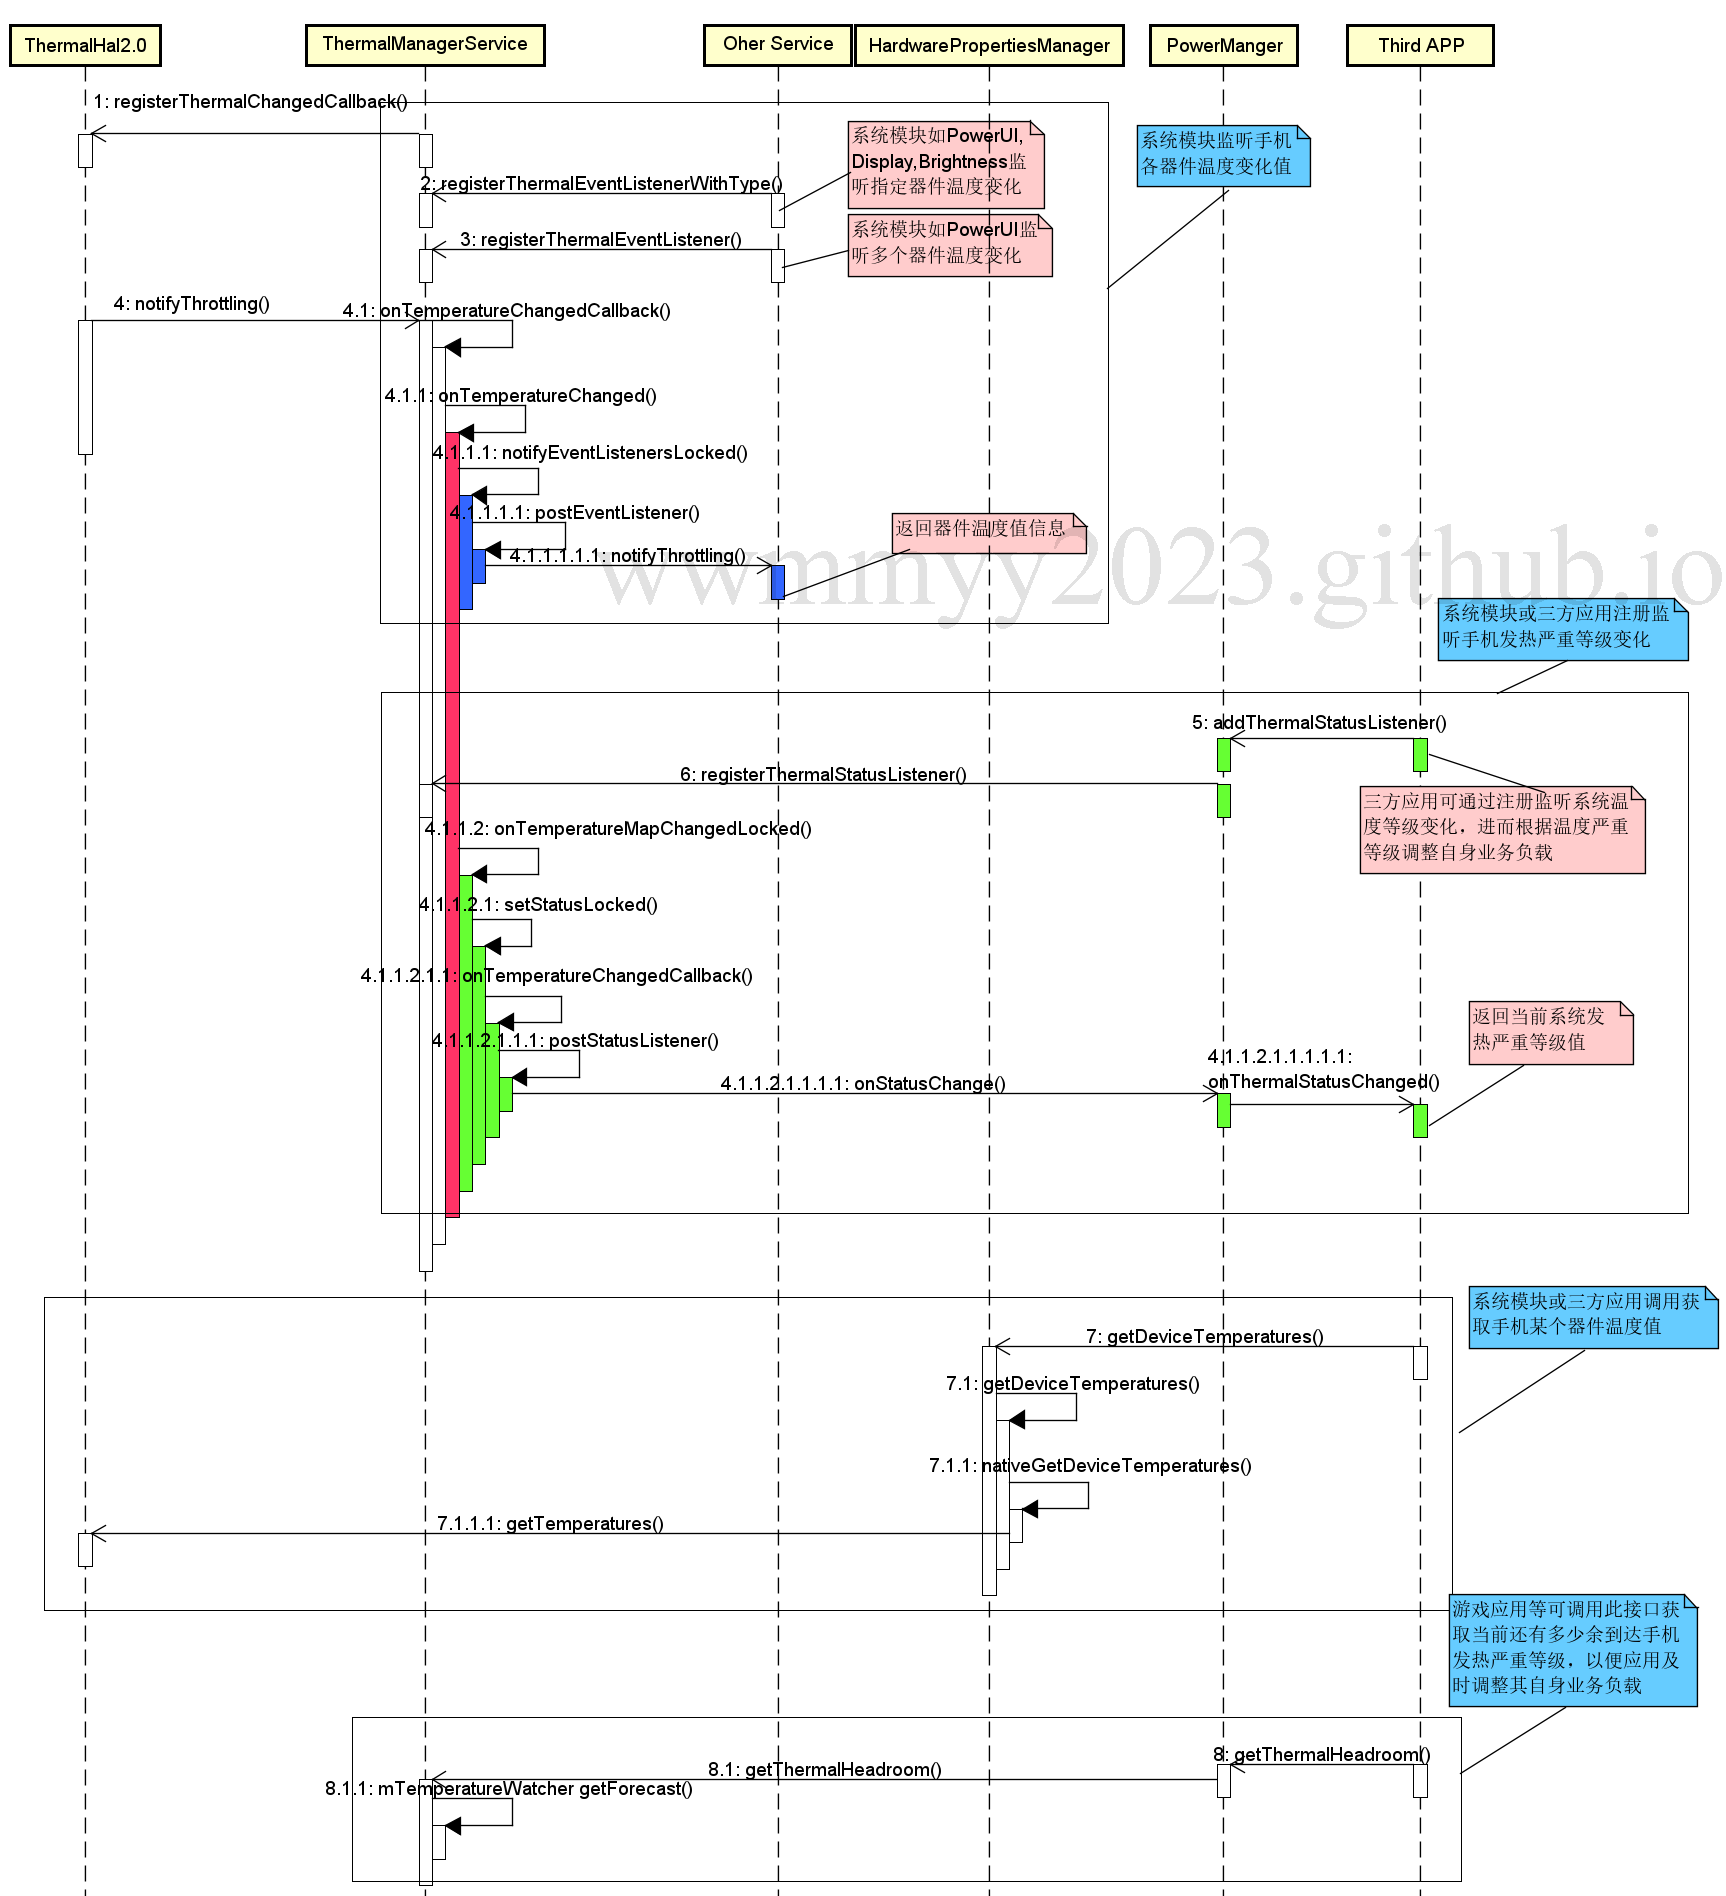 ThermalHal2.0
ThermalManagerService
Oher Service
HardwarePropertiesManager
PowerManger
Third APP
1: registerThermalChangedCallback()
系统模块如PowerUI,
Display,Brightness监
听指定器件温度变化
系统模块监听手机
各器件温度变化值
2: registerThermalEventListenerWithType()
系统模块如PowerUI监
听多个器件温度变化
3: registerThermalEventListener()
4: notifyThrottling()
4.1: onTemperatureChangedCallback()
4.1.1: onTemperatureChanged()
4.1.1.1: notifyEventListenersLocked()
4.1.1.1.1: postEventListener()
返回器件温度值信息
4.1.1.1.1.1: notifyThrottling()
wwmmyy2023.github.io
系统模块或三方应用注册监
听手机发热严重等级变化
5: addThermalStatusListener()
6: registerThermalStatusListener()
三方应用可通过注册监听系统温
度等级变化，进而根据温度严重
等级调整自身业务负载
4.1.1.2: onTemperatureMapChangedLocked()
4.1.1.2.1: setStatusLocked()
4.1.1.2.1.1: onTemperatureChangedCallback()
返回当前系统发
热严重等级值
4.1.1.2.1.1.1: postStatusListener()
4.1.1.2.1.1.1.1: onStatusChange()
4.1.1.2.1.1.1.1.1:
onThermalStatusChanged()
系统模块或三方应用调用获
取手机某个器件温度值
7: getDeviceTemperatures()
7.1: getDeviceTemperatures()
7.1.1: nativeGetDeviceTemperatures()
7.1.1.1: getTemperatures()
游戏应用等可调用此接口获
取当前还有多少余到达手机
发热严重等级，以便应用及
时调整其自身业务负载
8: getThermalHeadroom()
8.1: getThermalHeadroom()
8.1.1: mTemperatureWatcher getForecast()